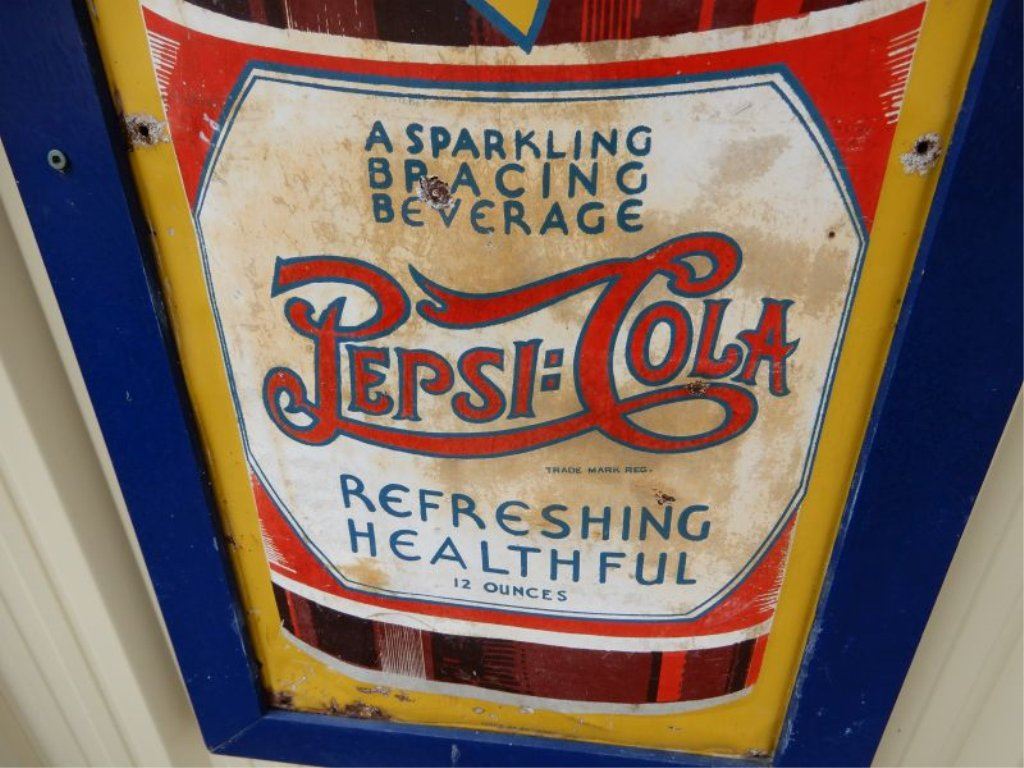 A SPARKLING
BRACING
BEVERAGE
PEPSI:COLA
TRADE MARK REG.
REFRESHING
HEALTHFUL
12 OUNCES